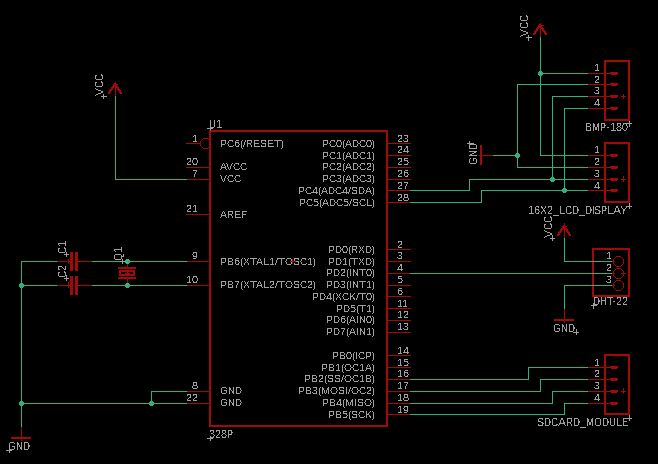 VCC
VCC
U1
1 PC6(/RESET) PC0(ADC0) 23
PC1(ADC1) 24
20 AVCC PC2(ADC2) 25
7 VCC PC3(ADC3) 26
PC4(ADC4/SDA) 27
PC5(ADC5/SCL) 28
21 AREF
PD0(RXD) 2
9 PB6(XTAL1/TOSC1) PD1(TXD) 3
PD2(INT0) 4
10 PB7(XTAL2/TOSC2) PD3(INT1) 5
PD4(XCK/T0) 6
PD5(T1) 11
PD6(AIN0) 12
PD7(AIN1) 13
PB0(ICP) 14
PB1(OC1A) 15
PB2(SS/OC1B) 16
8 GND PB3(MOSI/OC2) 17
22 GND PB4(MISO) 18
PB5(SCK) 19
328P
C1
C2
Q1
GND
GND
1
2
3
4
BMP-180
1
2
3
4
16X2_LCD_DISPLAY
VCC
1
2
3
DHT-22
GND
1
2
3
4
SDCARD_MODULE